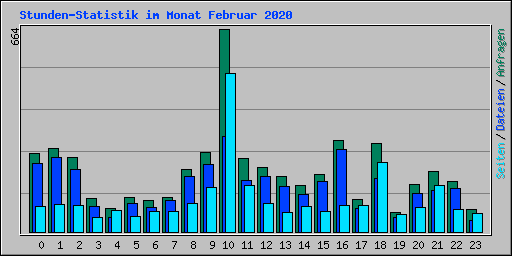 Stunden-Statistik im Monat Februar 2020
664
Seiten / Dateien / Anfragen
0 1 2 3 4 5 6 7 8 9 10 11 12 13 14 15 16 17 18 19 20 21 22 23